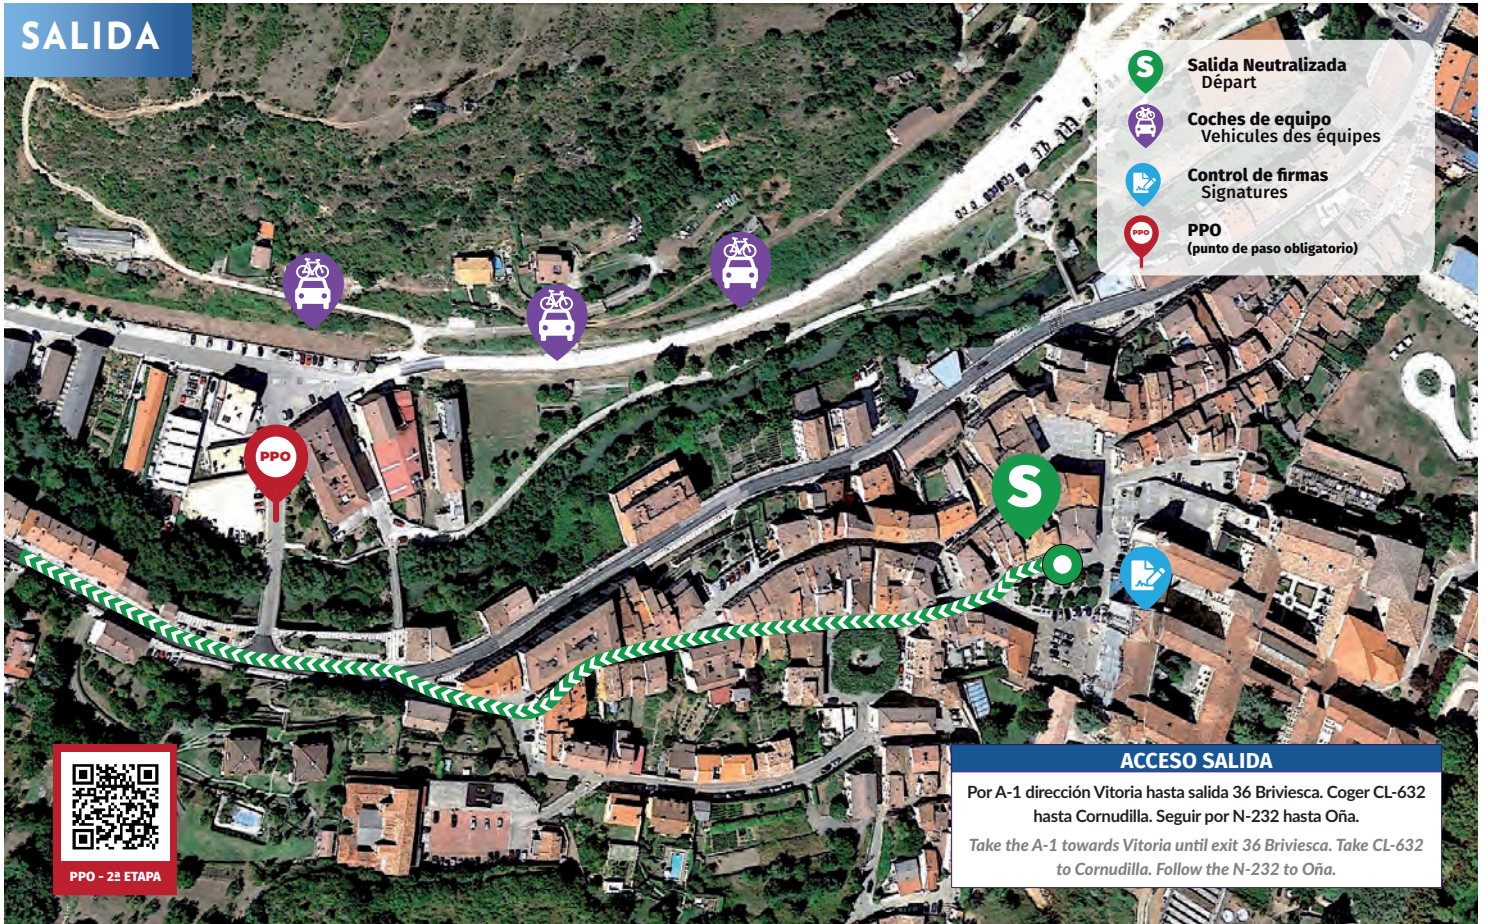 SALIDA
S
Salida Neutralizada
Départ
Coches de equipo
Vehicules des équipes
Control de firmas
Signatures
PPO
PPO
(punto de paso obligatorio)
PPO
S
ACCESO SALIDA
Por A-1 dirección Vitoria hasta salida 36 Briviesca. Coger CL-632
hasta Cornudilla. Seguir por N-232 hasta Oña.
Take the A-1 towards Vitoria until exit 36 Briviesca. Take CL-632
to Cornudilla. Follow the N-232 to Oña.
PPO - 2ª ETAPA